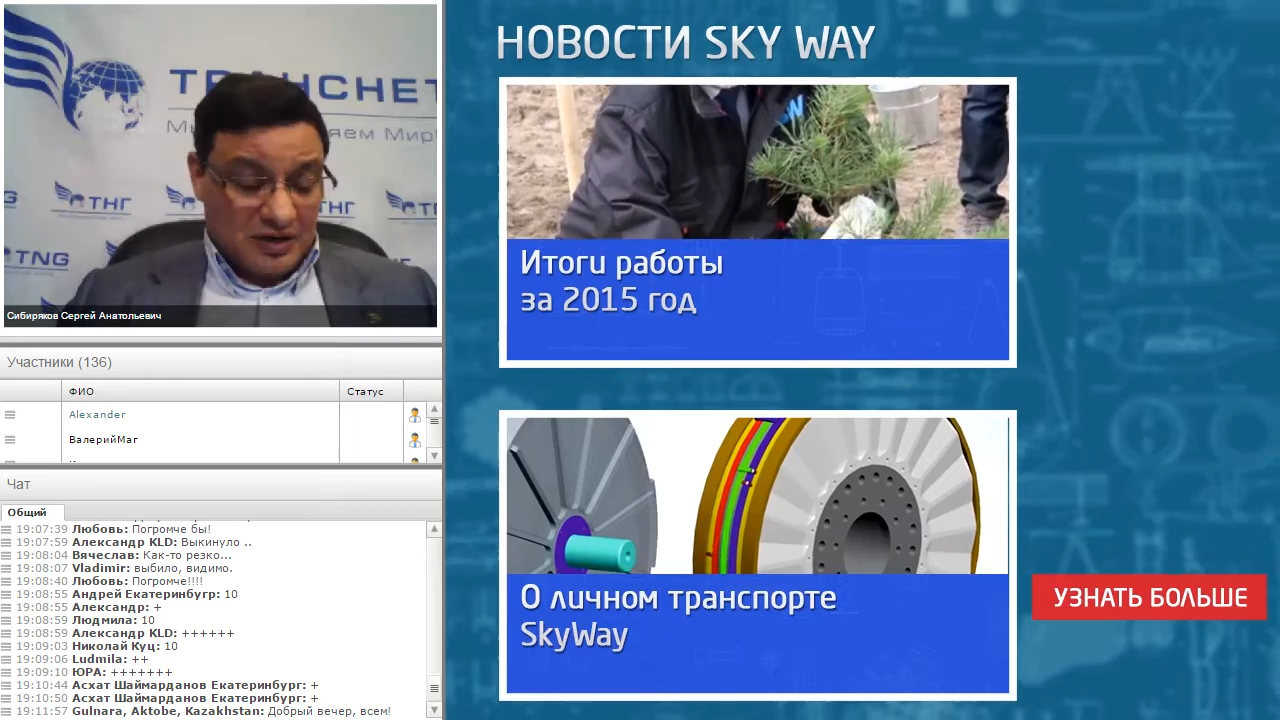 ТРАНСНЕТ
ТНГ
TNG
Сибиряков Сергей Анатольевич
Участники (136)
ФИО
Статус
Alexander
ВалерийМаг
Чат
Общий
19:07:39 Любовь: Погромче бы!
19:07:59 Александр KLD: Выкинуло ..
19:08:04 Вячеслав: Как-то резко...
19:08:07 Vladimir: выбило, видимо.
19:08:40 Любовь: Погромче!!!!
19:08:55 Андрей Екатеринбугр: 10
19:08:55 Александр: +
19:08:59 Людмила: 10
19:08:59 Александр KLD: ++++++
19:09:03 Николай Куц: 10
19:09:06 Ludmila: ++
19:09:10 ЮРА: +++++++
19:10:44 Асхат Шаймарданов Екатеринбург: +
19:10:50 Асхат Шаймарданов Екатеринбург: +
19:11:57 Gulnara, Aktobe, Kazakhstan: Добрый вечер, всем!
НОВОСТИ SKY WAY
Итоги работы
за 2015 год
О личном транспорте
SkyWay
УЗНАТЬ БОЛЬШЕ